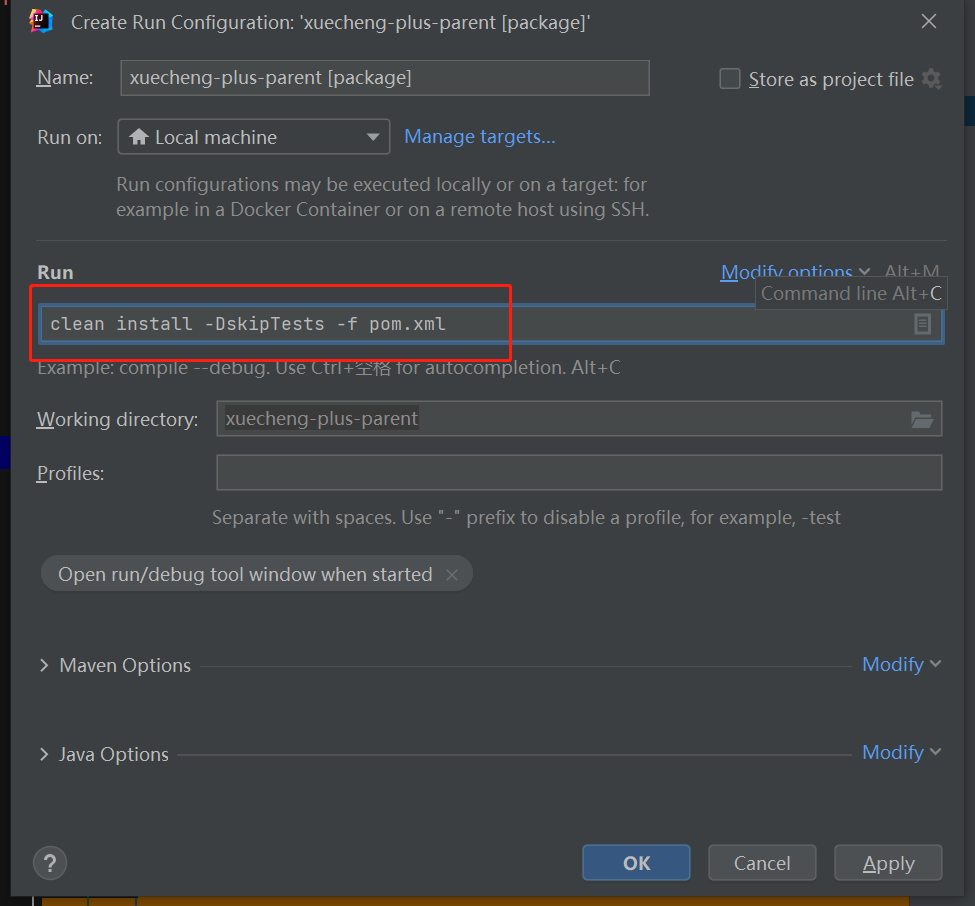 Create Run Configuration: 'xuecheng-plus-parent [package]'
Name: xuecheng-plus-parent [package] Store as project file
Run on: Local machine Manage targets...
Run configurations may be executed locally or on a target: for
example in a Docker Container or on a remote host using SSH.
Run Modify options Alt+M
Command line Alt+C
clean install -DskipTests -f pom.xml
Example: compile --debug. Use Ctrl+空格 for autocompletion. Alt+C
Working directory: xuecheng-plus-parent
Profiles:
Separate with spaces. Use "-" prefix to disable a profile, for example, -test
Open run/debug tool window when started
Maven Options Modify
Java Options Modify
? OK Cancel Apply